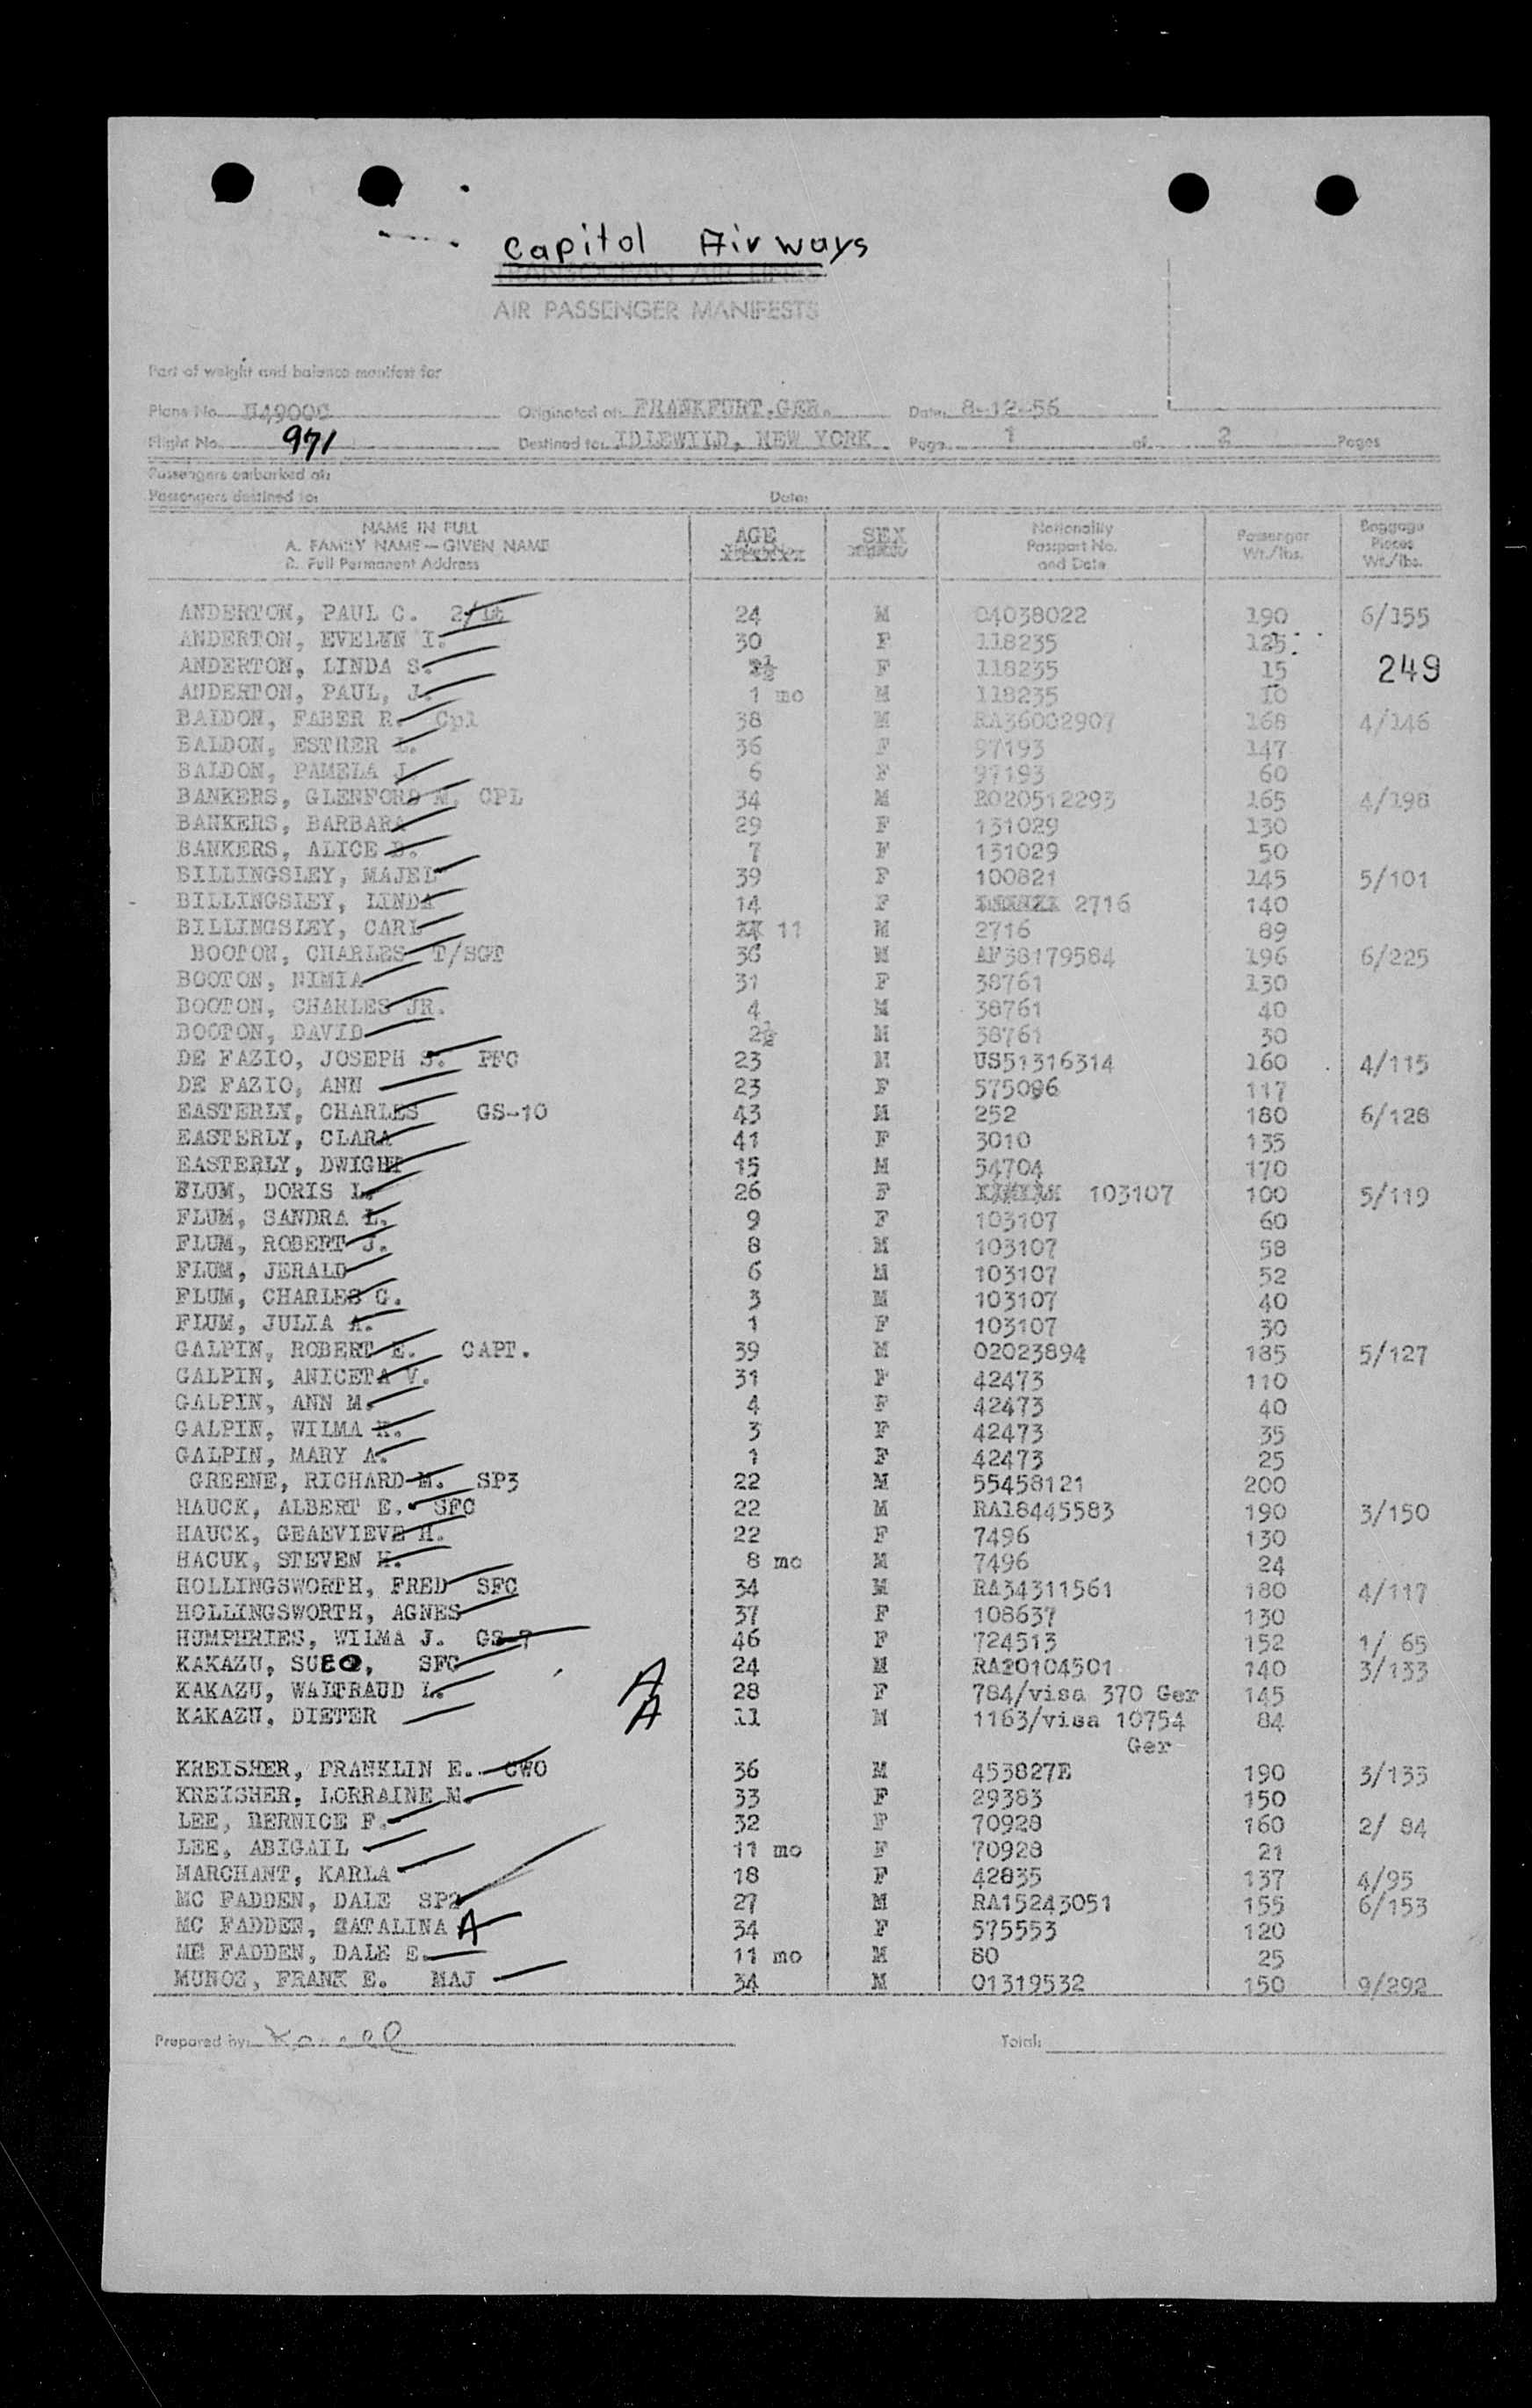 Capitol Airways
TRANSOCEAN AIR LINES
AIR PASSENGER MANIFESTS
Part of weight and balance manifest for
Plane No. N4900C Originated at: FRANKFURT,GER. Date: 8-12-56
Flight No. 971 Destined to: IDLEWILD, NEW YORK Page 1 of 2 Pages
Passengers embarked at:
Passengers destined to: Date:
NAME IN FULL A. FAMILY NAME—GIVEN NAME Full Permanent Address AGE SEX Nationality Passport No. and Date Passenger Wt./lbs. Baggage Pieces Wt./lbs.
ANDERTON, PAUL C. 2/Lt 24 M 04038022 190 6/155
ANDERTON, EVELYN I. 30 F 118235 125
ANDERTON, LINDA S. F 118235 15 249
ANDERTON, PAUL, J. 1 mo M 118235 10
BALDON, FABER R. Cpl 38 M RA36002907 168 4/146
BALDON, ESTHER L. 36 F 97193 147
BALDON, PAMELA J. 6 F 97193 60
BANKERS, GLENFORD M, CPL 34 M RO20512293 165 4/198
BANKERS, BARBARA 29 F 131029 130
BANKERS, ALICE B. 7 F 131029 50
BILLINGSLEY, MAJEL 39 F 100821 145 5/101
BILLINGSLEY, LINDA 14 F 2716 140
BILLINGSLEY, CARL 11 M 2716 89
BOOTON, CHARLES T/SGT 36 M AF38179584 196 6/225
BOOTON, NIMIA 31 F 38761 130
BOOTON, CHARLES JR. 4 M 38761 40
BOOTON, DAVID 2½ M 38761 30
DE FAZIO, JOSEPH S. PFC 23 M US51316314 160 4/115
DE FAZIO, ANN 23 F 575086 117
EASTERLY, CHARLES GS-10 43 M 252 180 6/128
EASTERLY, CLARA 41 F 3010 135
EASTERLY, DWIGHT 15 M 54704 170
FLUM, DORIS L. 26 F 103107 100 5/119
FLUM, SANDRA L. 9 F 103107 60
FLUM, ROBERT J. 8 M 103107 58
FLUM, JERALD 6 M 103107 52
FLUM, CHARLES G. 3 M 103107 40
FLUM, JULIA A. 1 F 103107 30
GALPIN, ROBERT E. CAPT. 39 M 02023894 185 5/127
GALPIN, ANICETA V. 31 F 42473 110
GALPIN, ANN M. 4 F 42473 40
GALPIN, WILMA K. 3 F 42473 35
GALPIN, MARY A. 1 F 42473 25
GREENE, RICHARD M. SP3 22 M 55458121 200
HAUCK, ALBERT E. SFC 22 M RA18445583 190 3/150
HAUCK, GEAEVIEVE H. 22 F 7496 130
HACUK, STEVEN H. 8 mo M 7496 24
HOLLINGSWORTH, FRED SFC 34 M RA34311561 180 4/117
HOLLINGSWORTH, AGNES 37 F 108637 130
HUMPHRIES, WILMA J. GS-7 46 F 724513 152 1/ 65
KAKAZU, SUEO, SFC 24 M RA20104501 140 3/133
KAKAZU, WALTRAUD L. A 28 F 784/visa 370 Ger 145
KAKAZU, DIETER A 11 M 1163/visa 10754 84
Ger
KREISHER, FRANKLIN E. CWO 36 M 453827E 190 3/133
KREISHER, LORRAINE M. 33 F 29383 150
LEE, BERNICE F. 32 F 70928 160 2/ 84
LEE, ABIGAIL 11 mo F 70928 21
MARCHANT, KARLA 18 F 42835 137 4/95
MC FADDEN, DALE SP2 27 M RA15243051 155 6/153
MC FADDEN, CATALINA A 34 F 575553 120
MC FADDEN, DALE E. 11 mo M 80 25
MUNOZ, FRANK E. MAJ 34 M 01319532 150 9/292
Prepared by: Total: